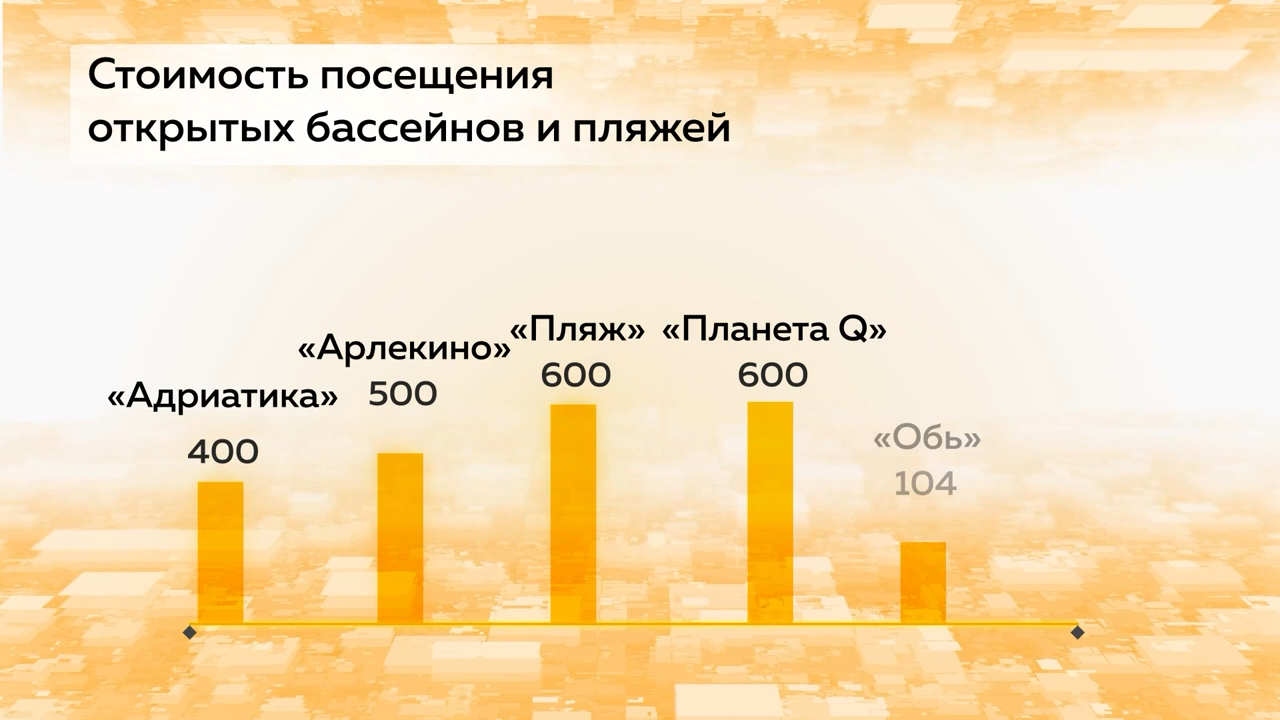 Стоимость посещения
открытых бассейнов и пляжей
«Адриатика»
400
«Арлекино»
500
«Пляж»
600
«Планета Q»
600
«Обь»
104